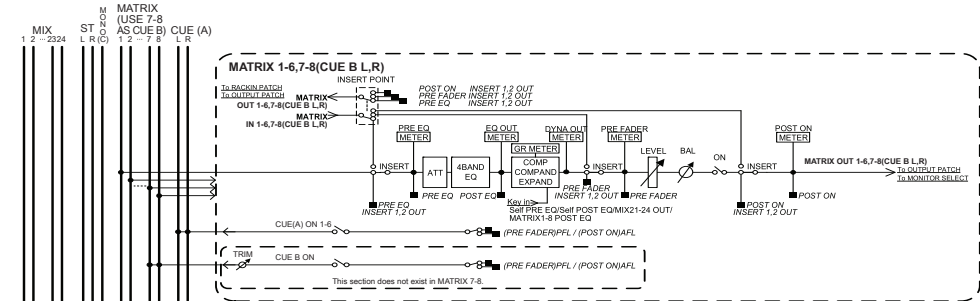 MATRIX
(USE 7-8
AS CUE B)
MIX
1 2 ··· 2324
ST
L R
MONO
(C)
1 2 ··· 7 8
CUE (A)
L R
MATRIX 1-6,7-8(CUE B L,R)
INSERT POINT
To RACKIN PATCH
To OUTPUT PATCH
MATRIX
OUT 1-6,7-8(CUE B L,R)
MATRIX
IN 1-6,7-8(CUE B L,R)
POST ON INSERT 1,2 OUT
PRE FADER INSERT 1,2 OUT
PRE EQ INSERT 1,2 OUT
PRE EQ
METER
EQ OUT
METER
DYNA OUT
METER
PRE FADER
METER
POST ON
METER
GR METER
INSERT
ATT
4BAND
EQ
COMP
COMPAND
EXPAND
INSERT
LEVEL
BAL
ON
INSERT
MATRIX OUT 1-6,7-8(CUE B L,R)
To OUTPUT PATCH
To MONITOR SELECT
PRE EQ
INSERT 1,2 OUT
PRE EQ
POST EQ
Key in
Self PRE EQ/Self POST EQ/MIX21-24 OUT/
MATRIX1-8 POST EQ
PRE FADER
INSERT 1,2 OUT
PRE FADER
POST ON
INSERT 1,2 OUT
POST ON
CUE(A) ON 1-6
(PRE FADER)PFL / (POST ON)AFL
TRIM
CUE B ON
(PRE FADER)PFL / (POST ON)AFL
This section does not exist in MATRIX 7-8.